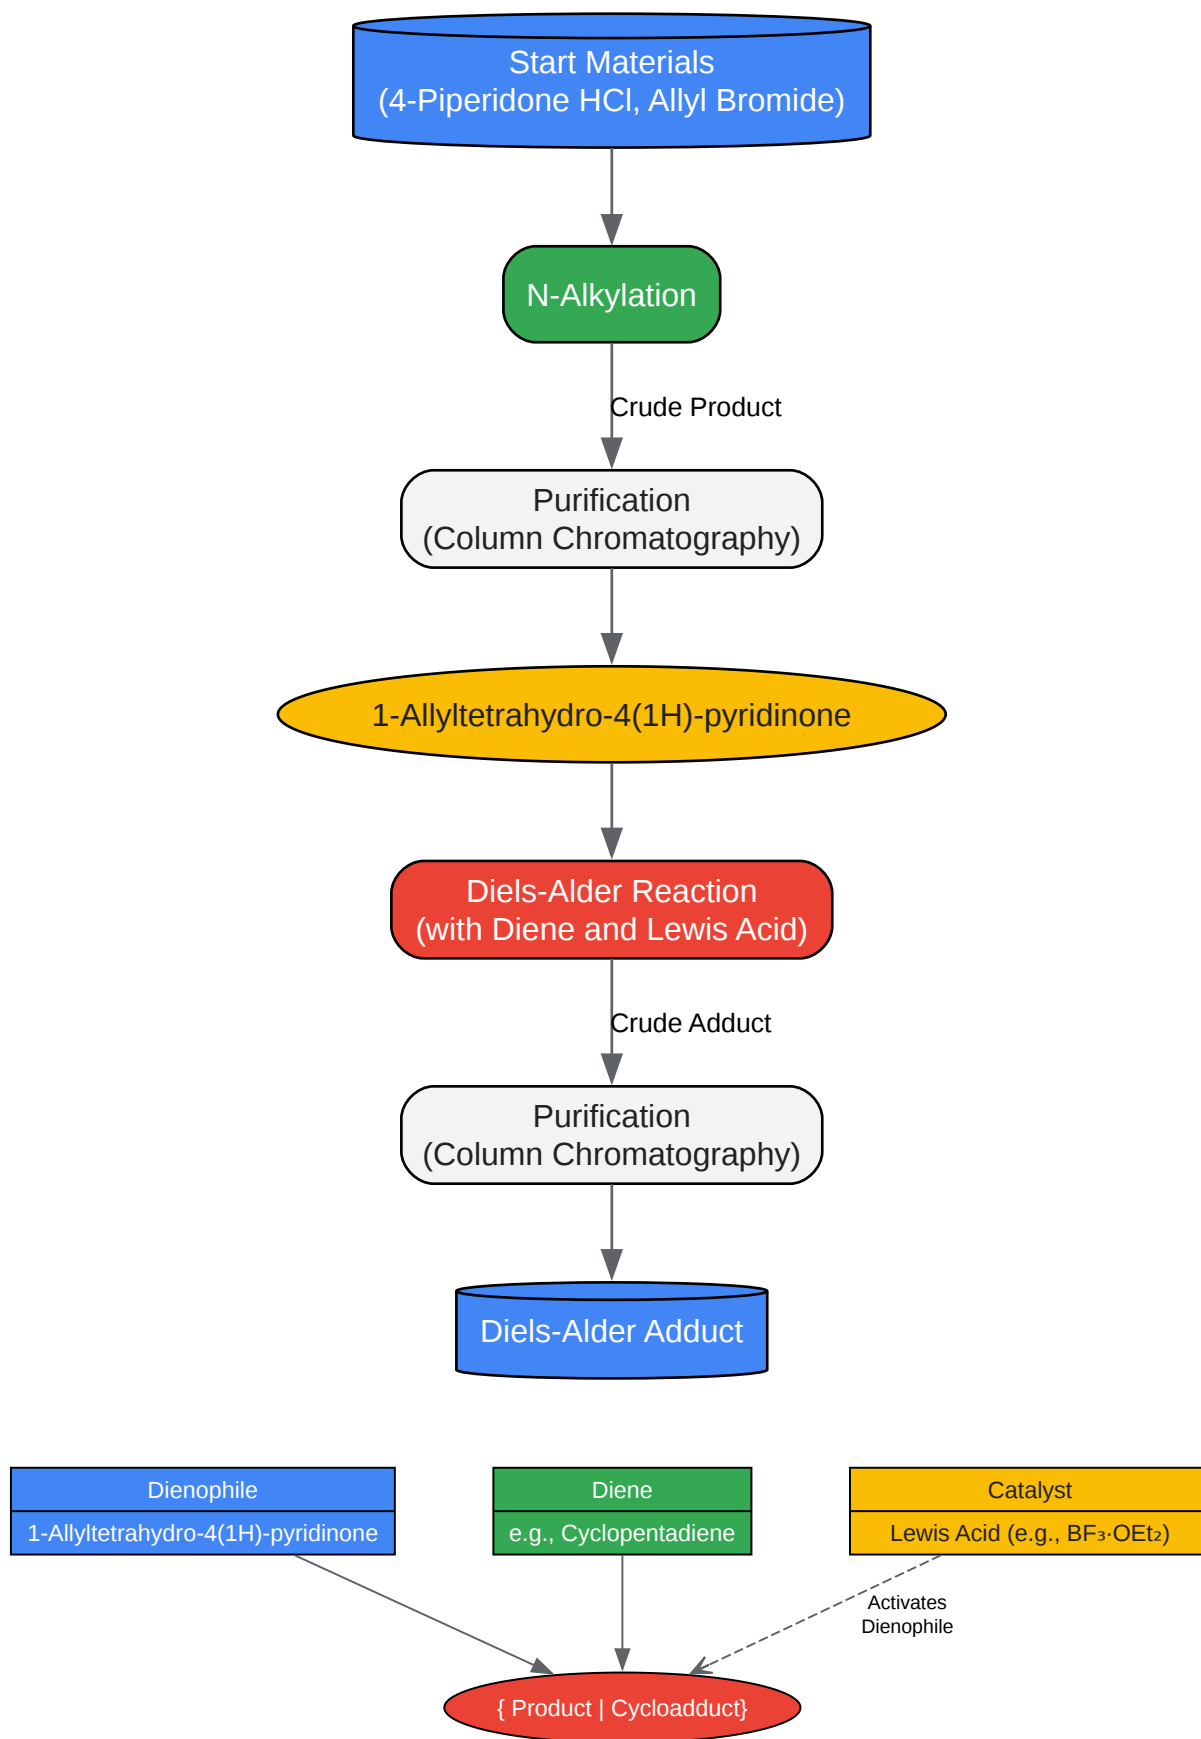 Start Materials
(4-Piperidone HCl, Allyl Bromide)
N-Alkylation
Crude Product
Purification
(Column Chromatography)
1-Allyltetrahydro-4(1H)-pyridinone
Diels-Alder Reaction
(with Diene and Lewis Acid)
Crude Adduct
Purification
(Column Chromatography)
Diels-Alder Adduct
Dienophile
1-Allyltetrahydro-4(1H)-pyridinone
Diene
e.g., Cyclopentadiene
Catalyst
Lewis Acid (e.g., BF₃·OEt₂)
Activates
Dienophile
{ Product | Cycloadduct}